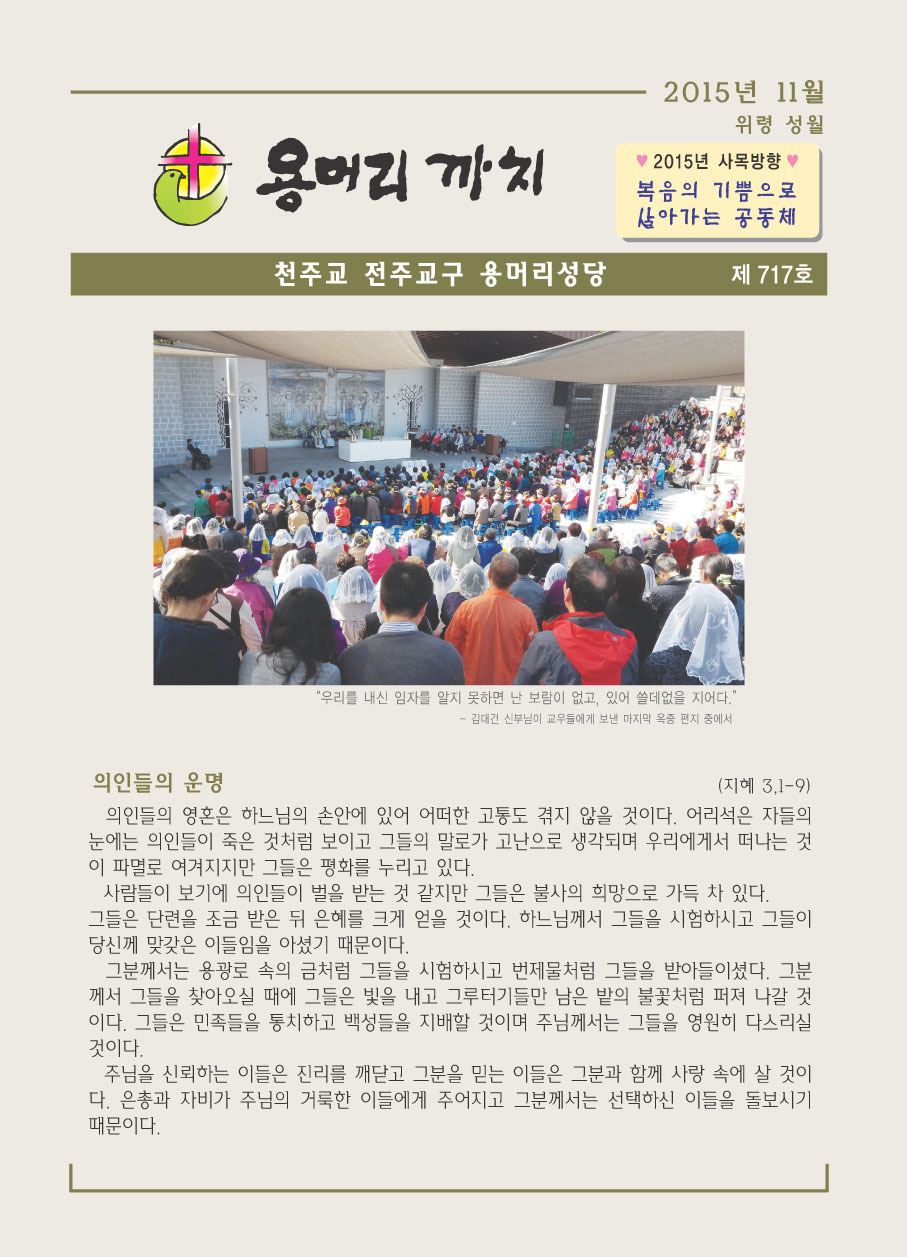 2015년 11월
위령 성월
용머리 까치
♥ 2015년 사목방향 ♥
복음의 기쁨으로
살아가는 공동체
천주교 전주교구 용머리성당 제 717호
“우리를 내신 임자를 알지 못하면 난 보람이 없고, 있어 쓸데없을 지어다.”
- 김대건 신부님이 교우들에게 보낸 마지막 옥중 편지 중에서
의인들의 운명 (지혜 3,1-9)
의인들의 영혼은 하느님의 손안에 있어 어떠한 고통도 겪지 않을 것이다. 어리석은 자들의
눈에는 의인들이 죽은 것처럼 보이고 그들의 말로가 고난으로 생각되며 우리에게서 떠나는 것
이 파멸로 여겨지지만 그들은 평화를 누리고 있다.
사람들이 보기에 의인들이 벌을 받는 것 같지만 그들은 불사의 희망으로 가득 차 있다.
그들은 단련을 조금 받은 뒤 은혜를 크게 얻을 것이다. 하느님께서 그들을 시험하시고 그들이
당신께 맞갖은 이들임을 아셨기 때문이다.
그분께서는 용광로 속의 금처럼 그들을 시험하시고 번제물처럼 그들을 받아들이셨다. 그분
께서 그들을 찾아오실 때에 그들은 빛을 내고 그루터기들만 남은 밭의 불꽃처럼 퍼져 나갈 것
이다. 그들은 민족들을 통치하고 백성들을 지배할 것이며 주님께서는 그들을 영원히 다스리실
것이다.
주님을 신뢰하는 이들은 진리를 깨닫고 그분을 믿는 이들은 그분과 함께 사랑 속에 살 것이
다. 은총과 자비가 주님의 거룩한 이들에게 주어지고 그분께서는 선택하신 이들을 돌보시기
때문이다.